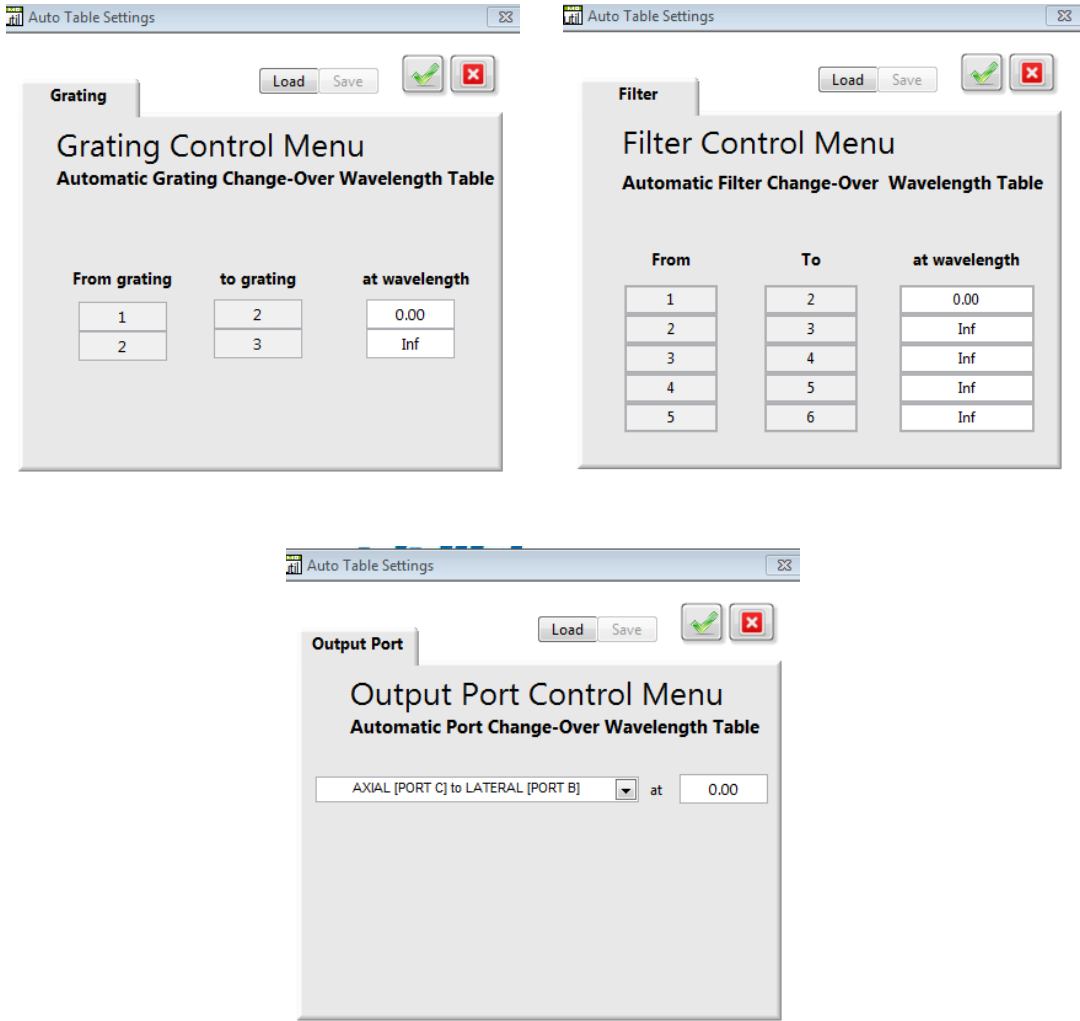 Auto Table Settings
Load Save
Grating
Grating Control Menu
Automatic Grating Change-Over Wavelength Table
From grating to grating at wavelength
1 2 0.00
2 3 Inf
Auto Table Settings
Load Save
Filter
Filter Control Menu
Automatic Filter Change-Over Wavelength Table
From To at wavelength
1 2 0.00
2 3 Inf
3 4 Inf
4 5 Inf
5 6 Inf
Auto Table Settings
Load Save
Output Port
Output Port Control Menu
Automatic Port Change-Over Wavelength Table
AXIAL [PORT C] to LATERAL [PORT B] at 0.00